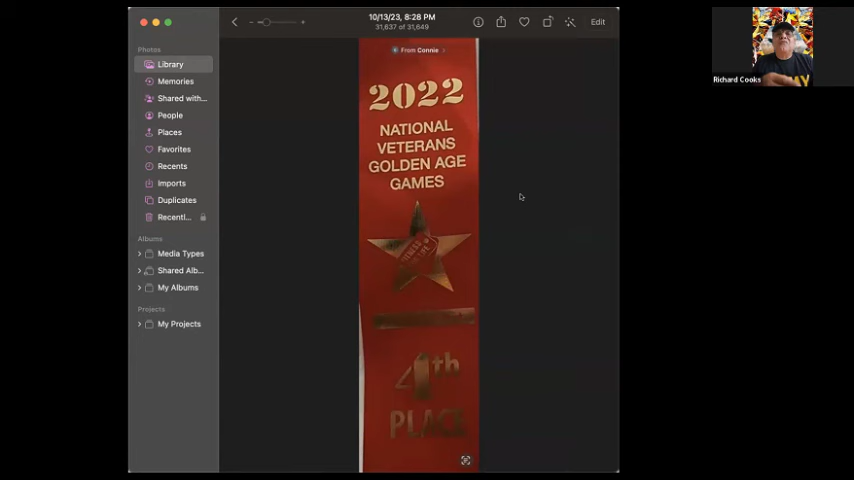 10/13/23, 8:28 PM
31,637 of 31,649
Edit
Photos
Library
Memories
Shared with...
People
Places
Favorites
Recents
Imports
Duplicates
Recentl...
Albums
Media Types
Shared Alb...
My Albums
Projects
My Projects
From Connie
2022
NATIONAL
VETERANS
GOLDEN AGE
GAMES
FITNESS
4th
PLACE
Richard Cooks